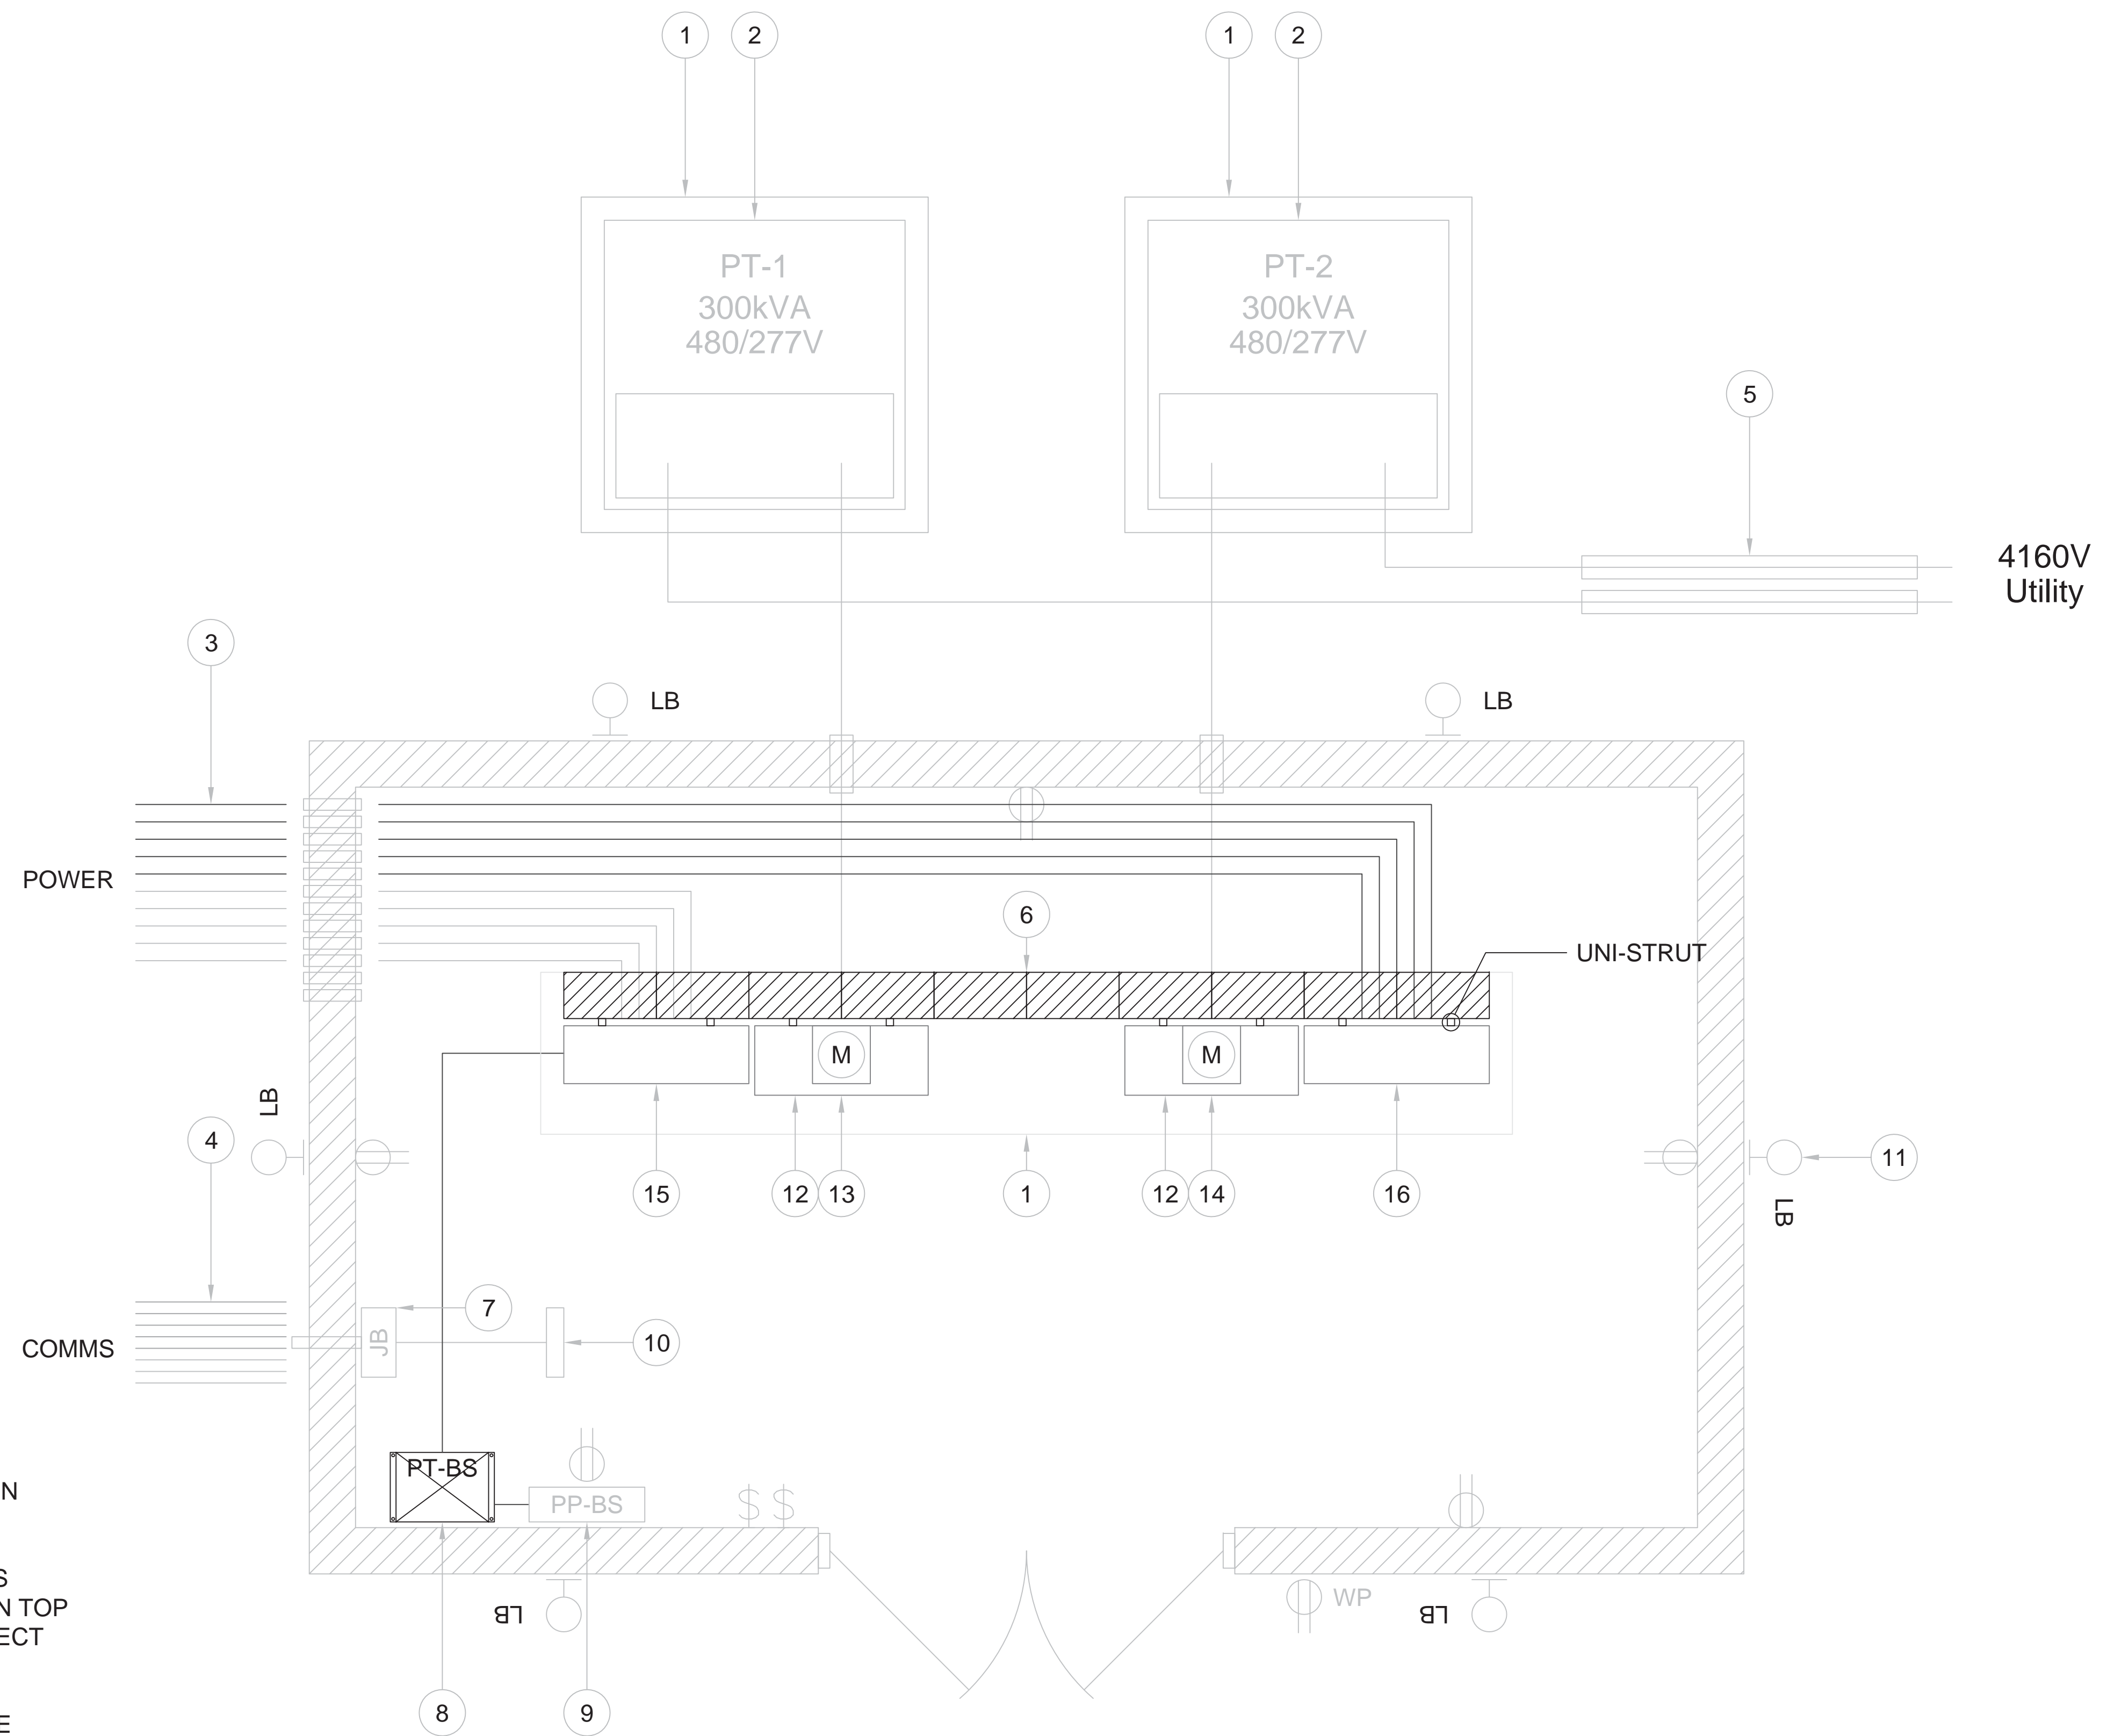 1
2
1
2
PT-1
300kVA
480/277V
PT-2
300kVA
480/277V
5
4160V
Utility
3
LB
LB
POWER
6
UNI-STRUT
M
M
LB
4
11
15
12
13
1
12
14
16
LB
7
JB
10
COMMS
PT-BS
N
PP-BS
S
S
S
N TOP
WP
LB
LB
ECT
8
9
E